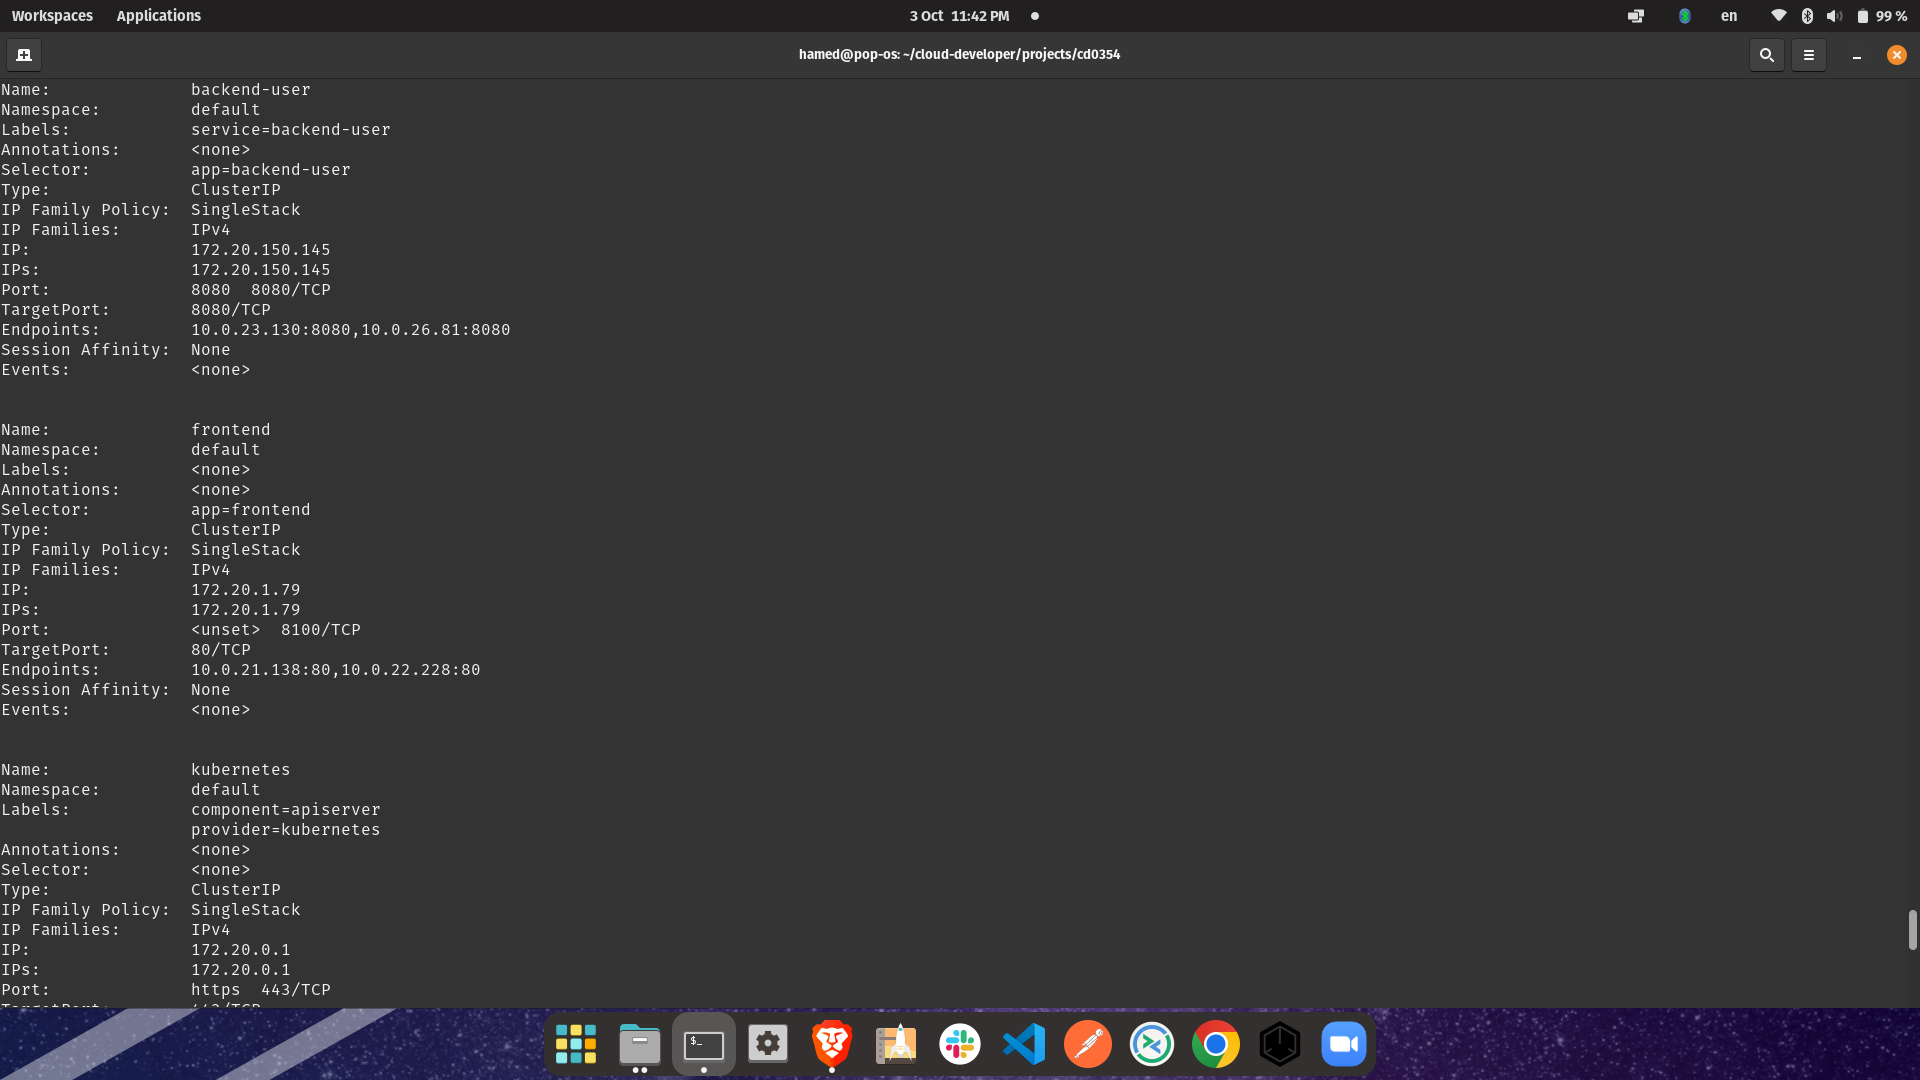 Workspaces Applications 3 Oct 11:42 PM en 99 %
hamed@pop-os: ~/cloud-developer/projects/cd0354
Name: backend-user
Namespace: default
Labels: service=backend-user
Annotations: <none>
Selector: app=backend-user
Type: ClusterIP
IP Family Policy: SingleStack
IP Families: IPv4
IP: 172.20.150.145
IPs: 172.20.150.145
Port: 8080 8080/TCP
TargetPort: 8080/TCP
Endpoints: 10.0.23.130:8080,10.0.26.81:8080
Session Affinity: None
Events: <none>
Name: frontend
Namespace: default
Labels: <none>
Annotations: <none>
Selector: app=frontend
Type: ClusterIP
IP Family Policy: SingleStack
IP Families: IPv4
IP: 172.20.1.79
IPs: 172.20.1.79
Port: <unset> 8100/TCP
TargetPort: 80/TCP
Endpoints: 10.0.21.138:80,10.0.22.228:80
Session Affinity: None
Events: <none>
Name: kubernetes
Namespace: default
Labels: component=apiserver
provider=kubernetes
Annotations: <none>
Selector: <none>
Type: ClusterIP
IP Family Policy: SingleStack
IP Families: IPv4
IP: 172.20.0.1
IPs: 172.20.0.1
Port: https 443/TCP
TargetPort: 443/TCP
$_